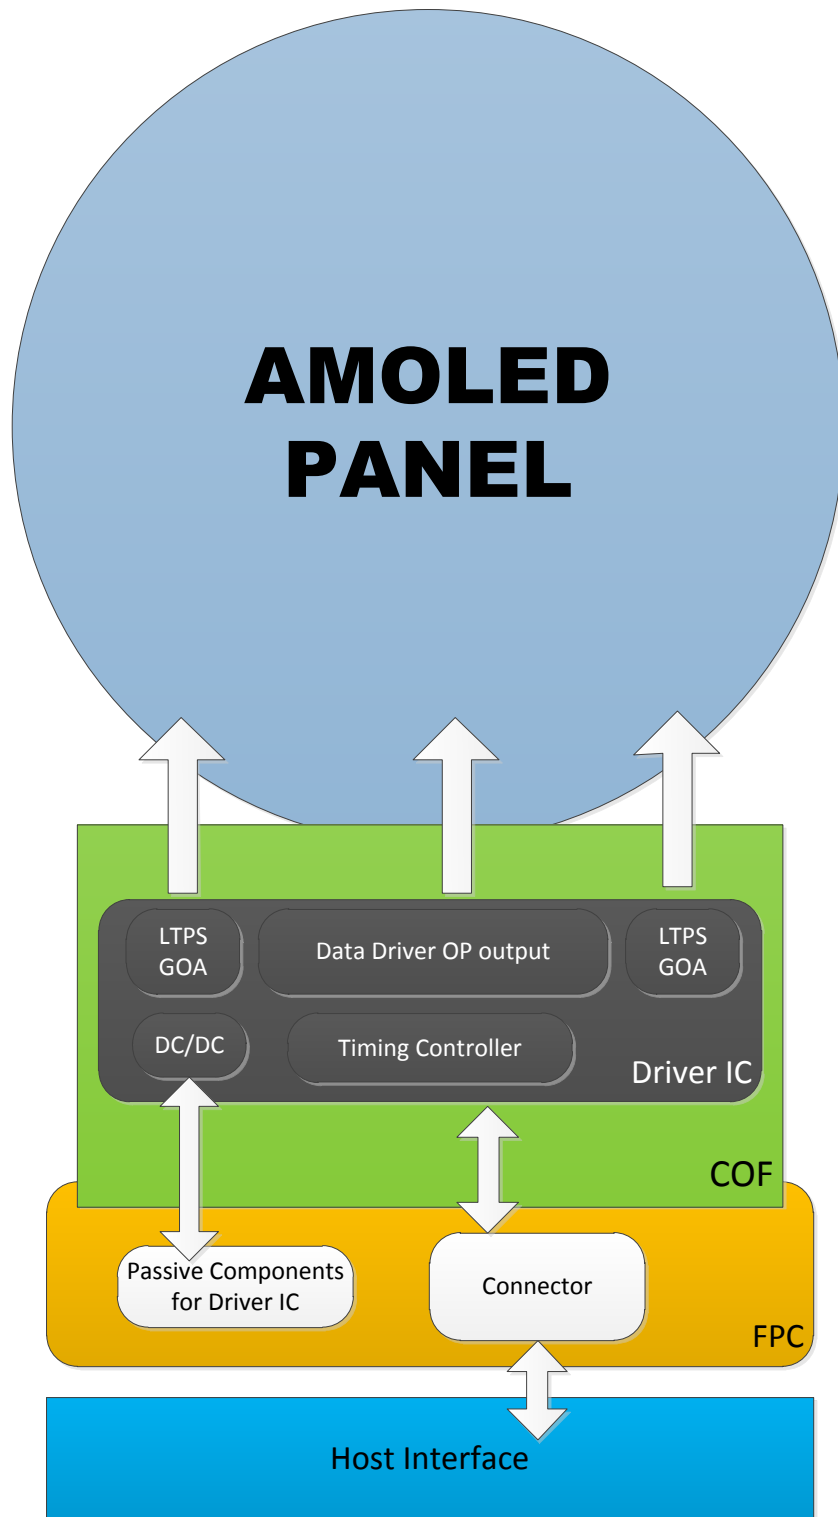 AMOLED
PANEL
LTPS
GOA
Data Driver OP output
LTPS
GOA
DC/DC
Timing Controller
Driver IC
COF
Passive Components
for Driver IC
Connector
FPC
Host Interface